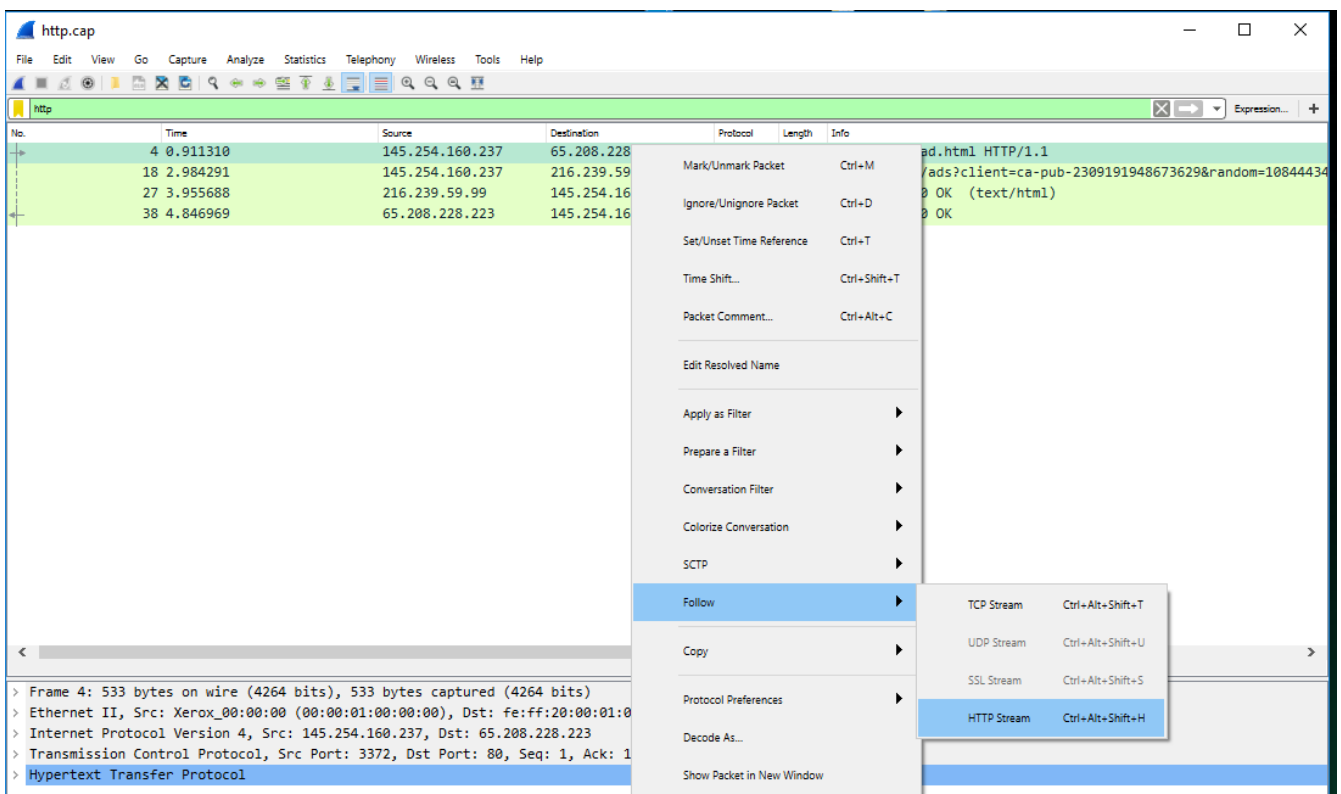 http.cap
File Edit View Go Capture Analyze Statistics Telephony Wireless Tools Help
http Expression... +
No. Time Source Destination Protocol Length Info
4 0.911310 145.254.160.237 65.208.228 ad.html HTTP/1.1
18 2.984291 145.254.160.237 216.239.59 /ads?client=ca-pub-2309191948673629&random=10844434
27 3.955688 216.239.59.99 145.254.16 0 OK (text/html)
38 4.846969 65.208.228.223 145.254.16 0 OK
Mark/Unmark Packet Ctrl+M
Ignore/Unignore Packet Ctrl+D
Set/Unset Time Reference Ctrl+T
Time Shift... Ctrl+Shift+T
Packet Comment... Ctrl+Alt+C
Edit Resolved Name
Apply as Filter
Prepare a Filter
Conversation Filter
Colorize Conversation
SCTP
Follow
TCP Stream Ctrl+Alt+Shift+T
UDP Stream Ctrl+Alt+Shift+U
SSL Stream Ctrl+Alt+Shift+S
HTTP Stream Ctrl+Alt+Shift+H
Copy
Protocol Preferences
Decode As...
Show Packet in New Window
> Frame 4: 533 bytes on wire (4264 bits), 533 bytes captured (4264 bits)
> Ethernet II, Src: Xerox_00:00:00 (00:00:01:00:00:00), Dst: fe:ff:20:00:01:0
> Internet Protocol Version 4, Src: 145.254.160.237, Dst: 65.208.228.223
> Transmission Control Protocol, Src Port: 3372, Dst Port: 80, Seq: 1, Ack: 1
> Hypertext Transfer Protocol